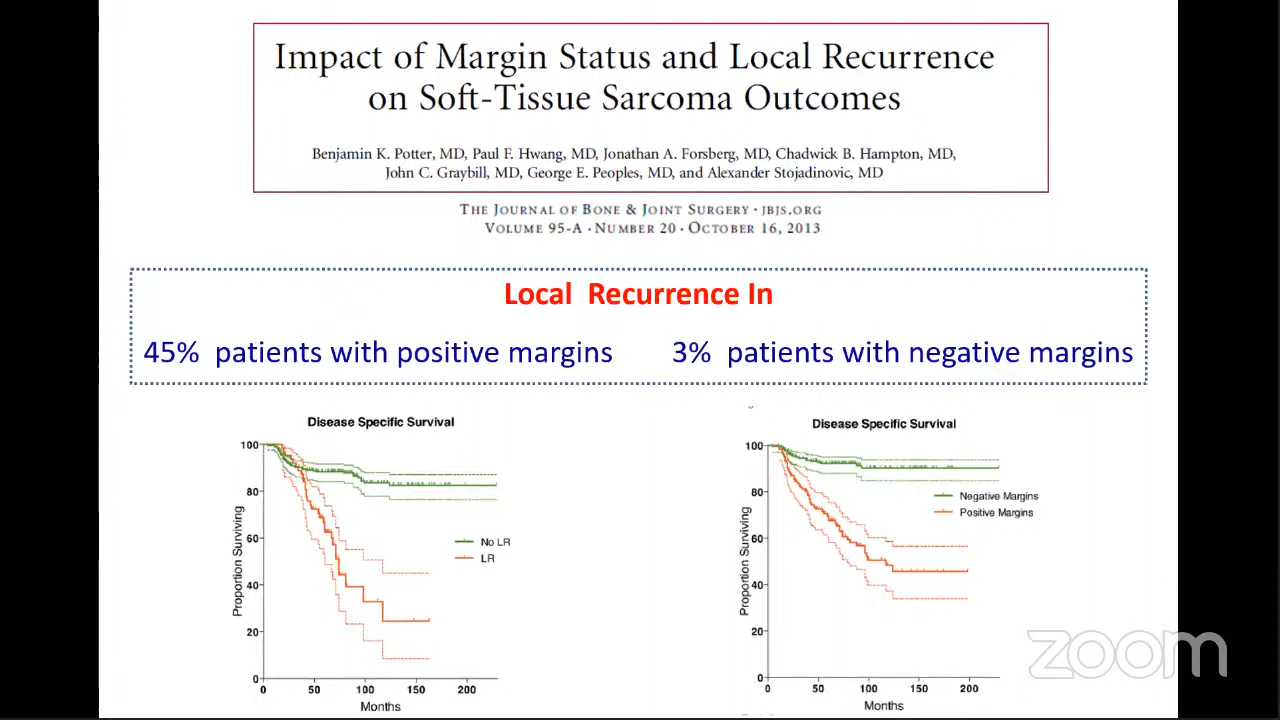 Impact of Margin Status and Local Recurrence
on Soft-Tissue Sarcoma Outcomes
Benjamin K. Potter, MD, Paul F. Hwang, MD, Jonathan A. Forsberg, MD, Chadwick B. Hampton, MD,
John C. Graybill, MD, George E. Peoples, MD, and Alexander Stojadinovic, MD
THE JOURNAL OF BONE & JOINT SURGERY · JBJS.ORG
VOLUME 95-A · NUMBER 20 · OCTOBER 16, 2013
Local Recurrence In
45% patients with positive margins
3% patients with negative margins
Disease Specific Survival
Proportion Surviving
100
80
60
40
20
0
0 50 100 150 200
Months
No LR
LR
Disease Specific Survival
Proportion Surviving
100
80
60
40
20
0
0 50 100 150 200
Months
Negative Margins
Positive Margins
zoom